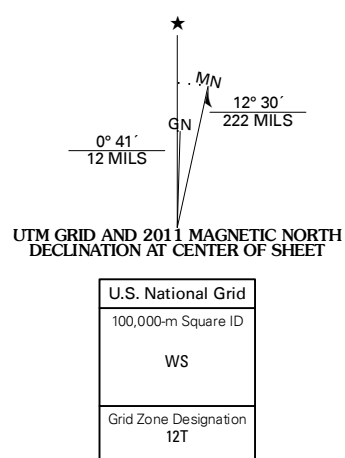 ★
MN
GN
12° 30´
222 MILS
0° 41´
12 MILS
UTM GRID AND 2011 MAGNETIC NORTH
DECLINATION AT CENTER OF SHEET
U.S. National Grid
100,000-m Square ID
WS
Grid Zone Designation
12T